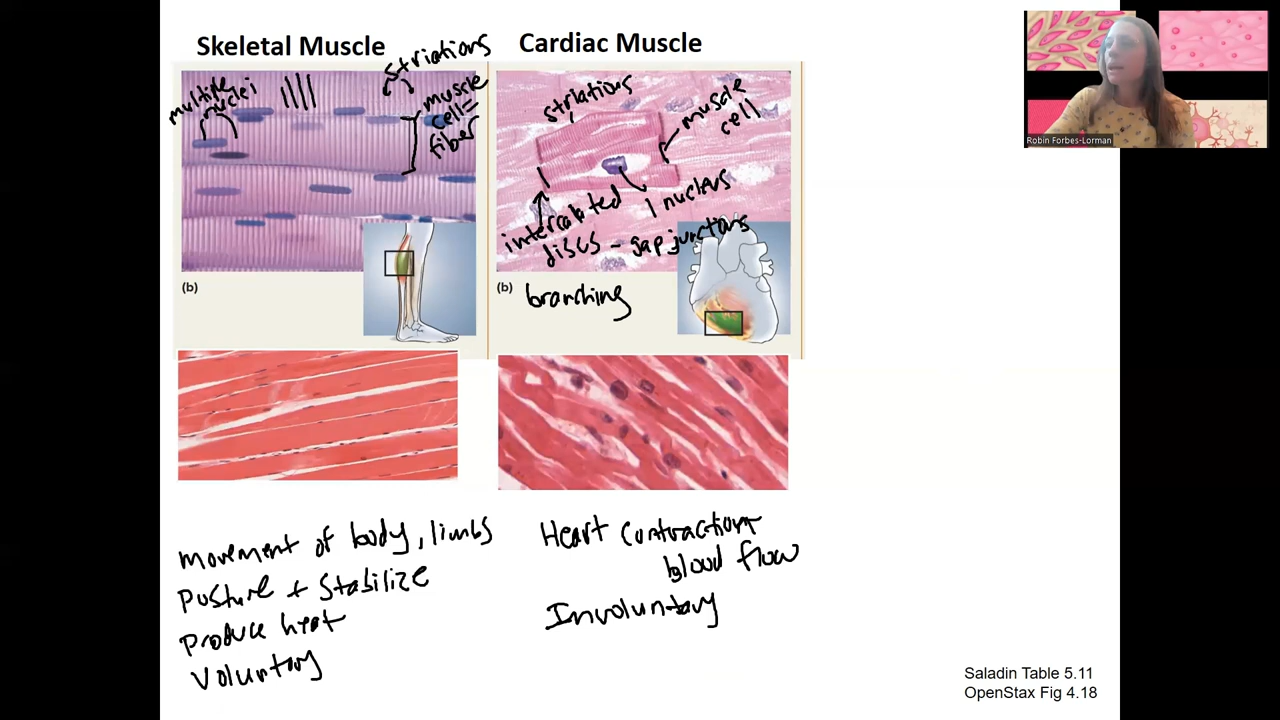 Skeletal Muscle
striations
multiple
nuclei
muscle
cell=
fiber
(b)
movement of body, limbs
Posture + Stabilize
Produce heat
Voluntary
Cardiac Muscle
striations
muscle
cell
1 nucleus
intercalated
discs - gap junctions
(b)
branching
Heart contraction
blood flow
Involuntary
Robin Forbes-Lorman
Saladin Table 5.11
OpenStax Fig 4.18